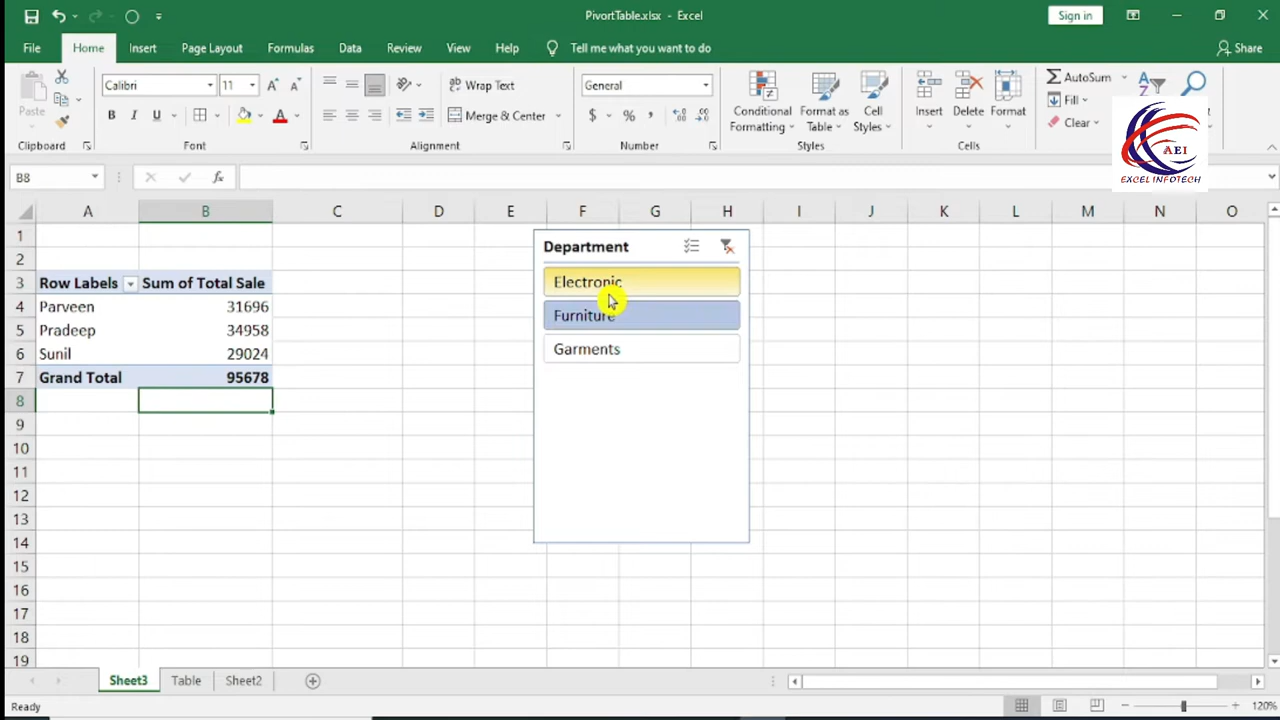 PivortTable.xlsx - Excel
Sign in
File Home Insert Page Layout Formulas Data Review View Help Tell me what you want to do Share
Paste
Clipboard
Calibri 11
B I U A
Font
Wrap Text
Merge & Center
Alignment
General
$ % ,
Number
Conditional Formatting
Format as Table
Cell Styles
Styles
Insert Delete Format
Cells
AutoSum
Fill
Clear
AEI
EXCEL INFOTECH
B8 fx
A B C D E F G H I J K L M N O
1
2
3 Row Labels Sum of Total Sale
4 Parveen 31696
5 Pradeep 34958
6 Sunil 29024
7 Grand Total 95678
8
9
10
11
12
13
14
15
16
17
18
19
Department
Electronic
Furniture
Garments
Sheet3 Table Sheet2
Ready 120%